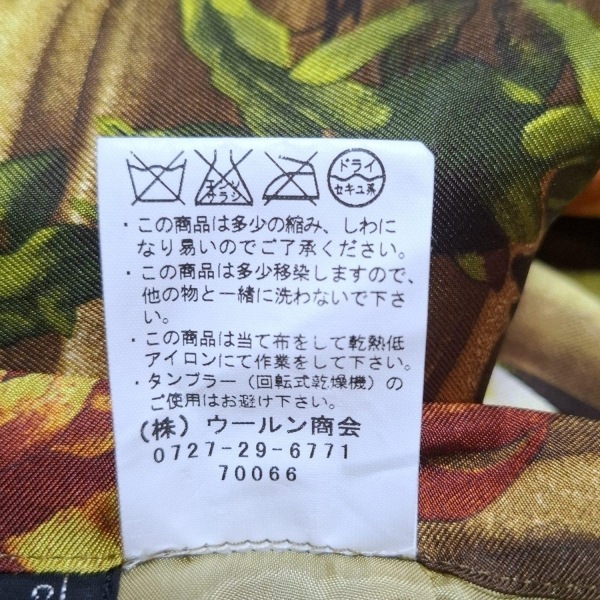 エンソ サラシ
ドライ
セキユ系
・この商品は多少の縮み、しわに
なり易いのでご了承ください。
・この商品は多少移染しますので、
他の物と一緒に洗わないで下さ
い。
・この商品は当て布をして乾熱低
アイロンにて作業をして下さい。
・タンブラー（回転式乾燥機）の
ご使用はお避け下さい。
（株）ウールン商会
0727-29-6771
70066